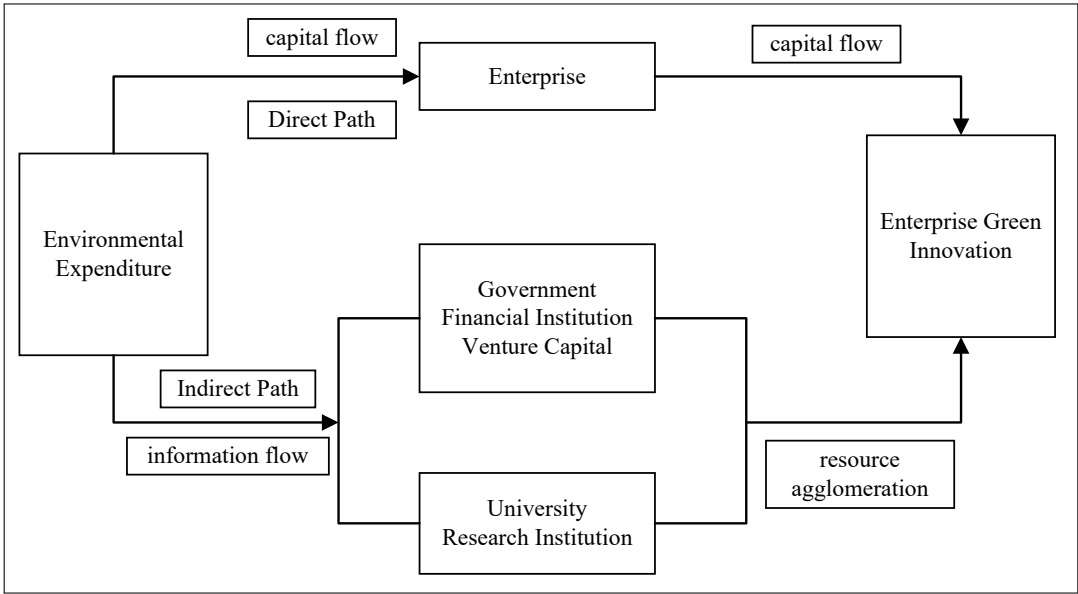 capital flow
Enterprise
capital flow
Direct Path
Environmental
Expenditure
Enterprise Green
Innovation
Government
Financial Institution
Venture Capital
Indirect Path
information flow
resource
agglomeration
University
Research Institution